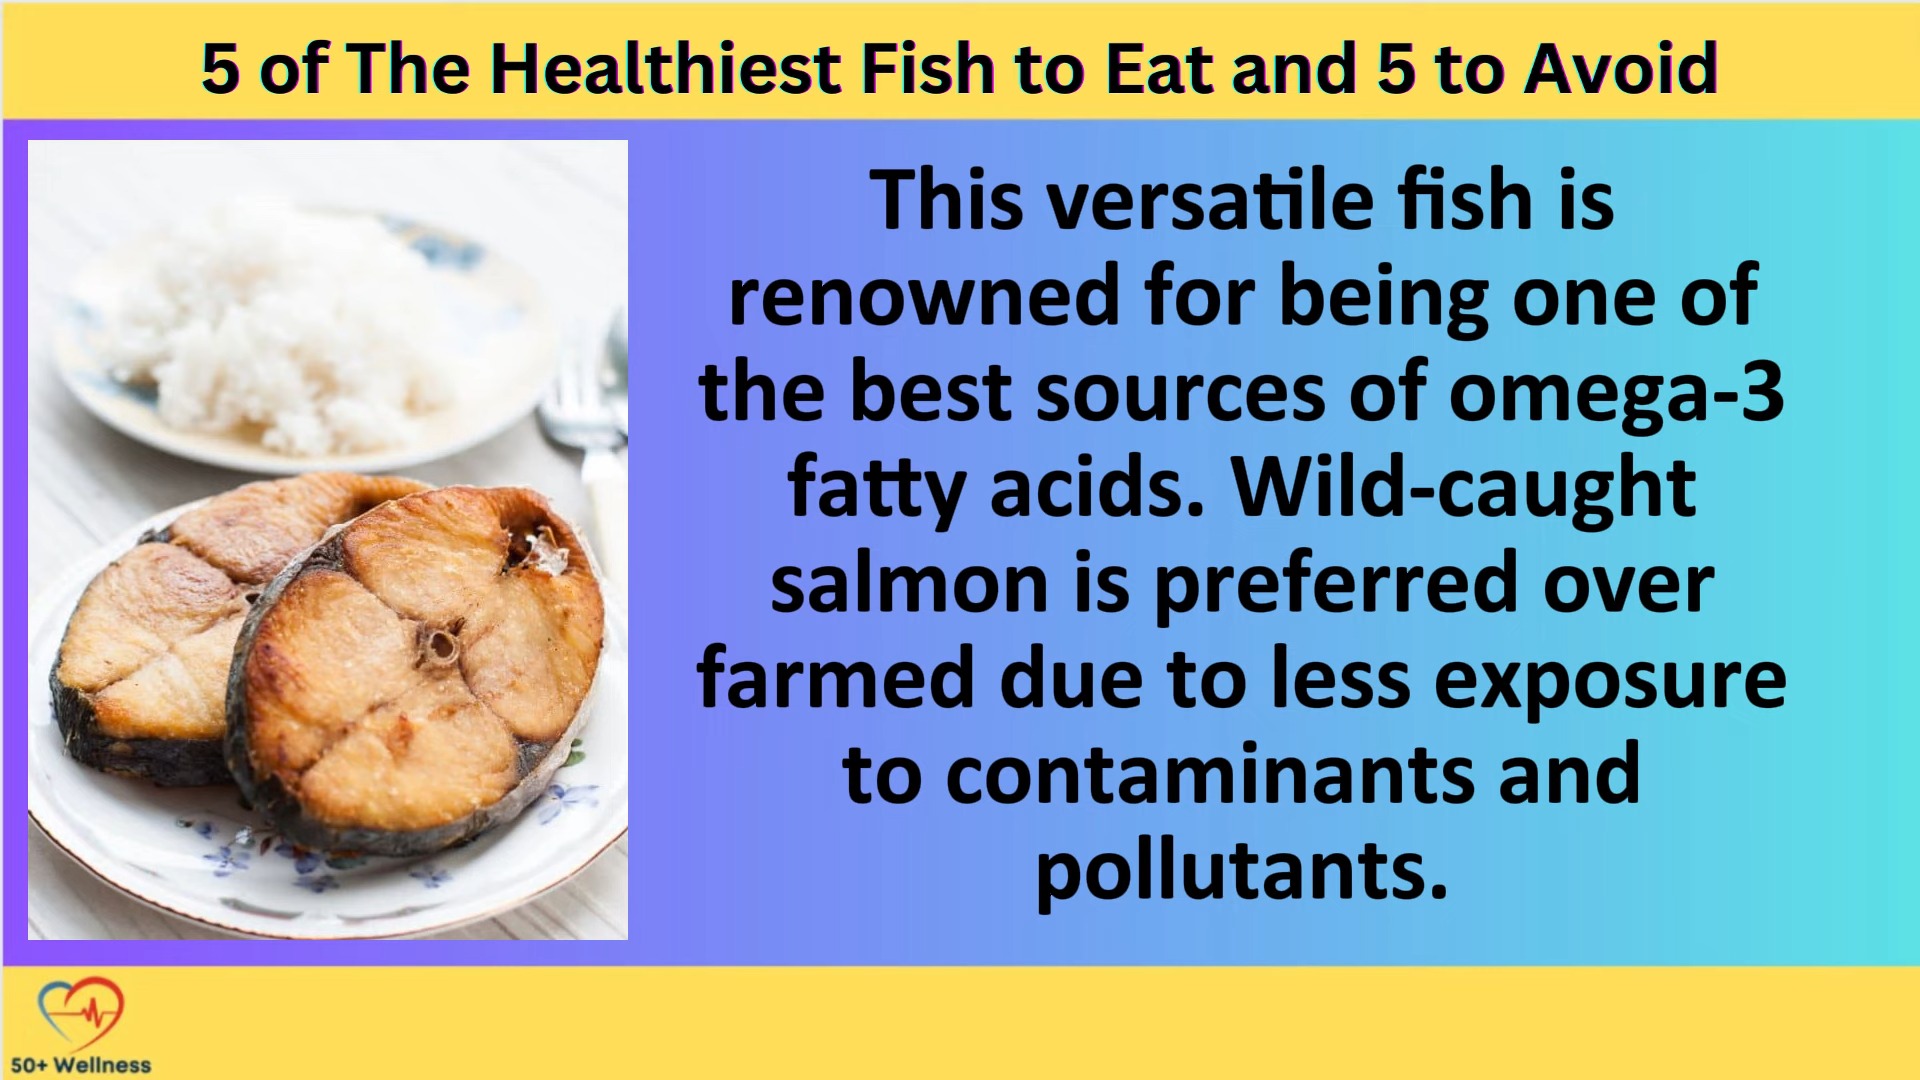 5 of The Healthiest Fish to Eat and 5 to Avoid
This versatile fish is
renowned for being one of
the best sources of omega-3
fatty acids. Wild-caught
salmon is preferred over
farmed due to less exposure
to contaminants and
pollutants.
50+ Wellness